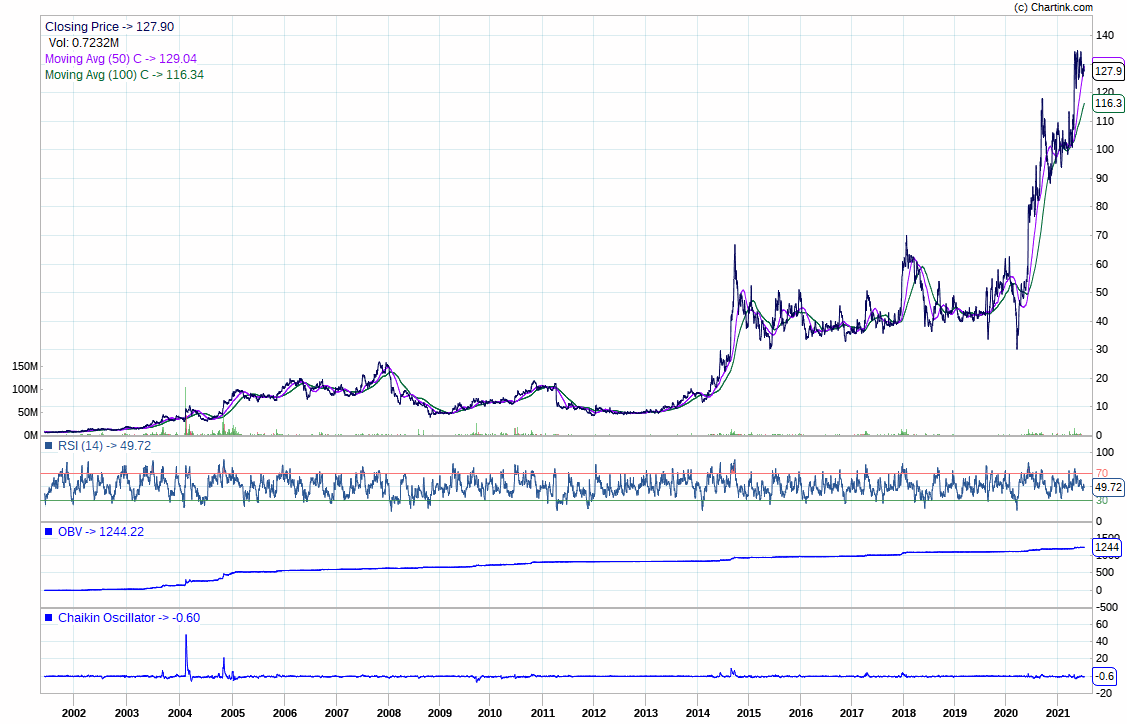 (c) Chartink.com
Closing Price -> 127.90
Vol: 0.7232M
Moving Avg (50) C -> 129.04
Moving Avg (100) C -> 116.34
140
127.9
120
116.3
110
100
90
80
70
60
50
40
30
20
10
0
150M
100M
50M
0M
RSI (14) -> 49.72
100
70
49.72
30
0
OBV -> 1244.22
1500
1244
1000
500
0
-500
Chaikin Oscillator -> -0.60
60
40
20
-0.6
-20
2002 2003 2004 2005 2006 2007 2008 2009 2010 2011 2012 2013 2014 2015 2016 2017 2018 2019 2020 2021